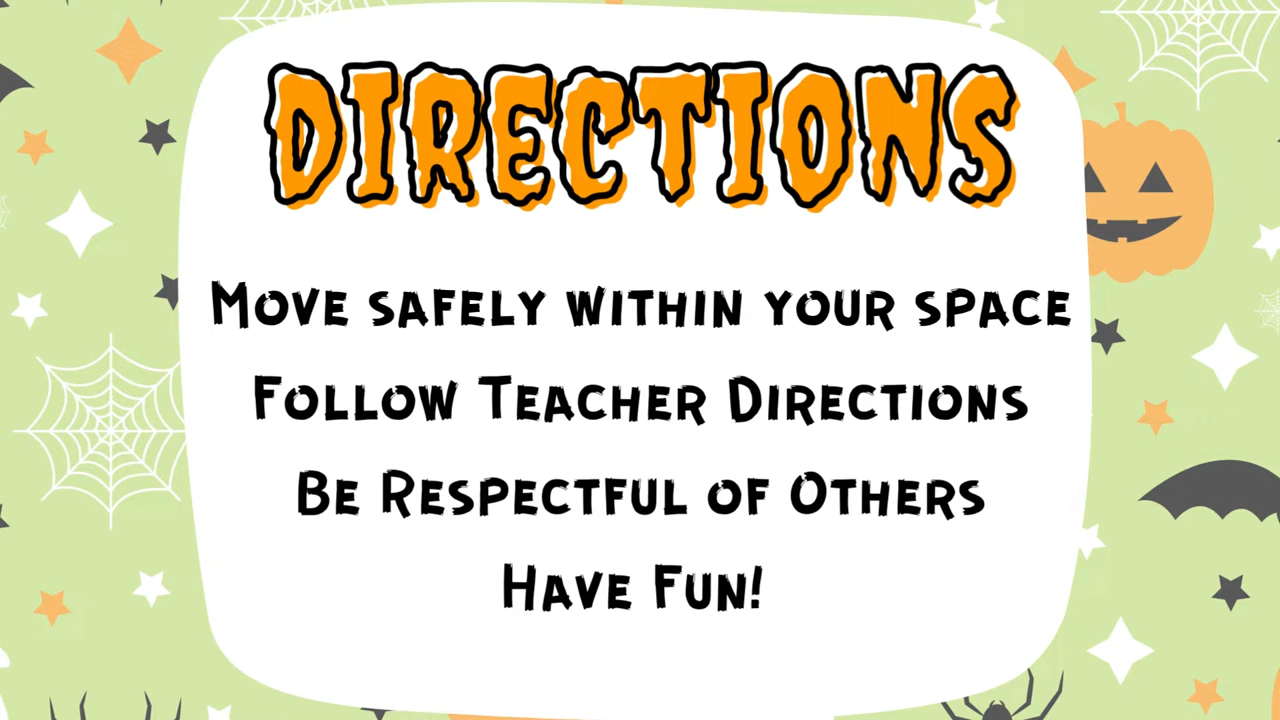 DIRECTIONS
Move safely within your space
Follow Teacher Directions
Be Respectful of Others
Have Fun!